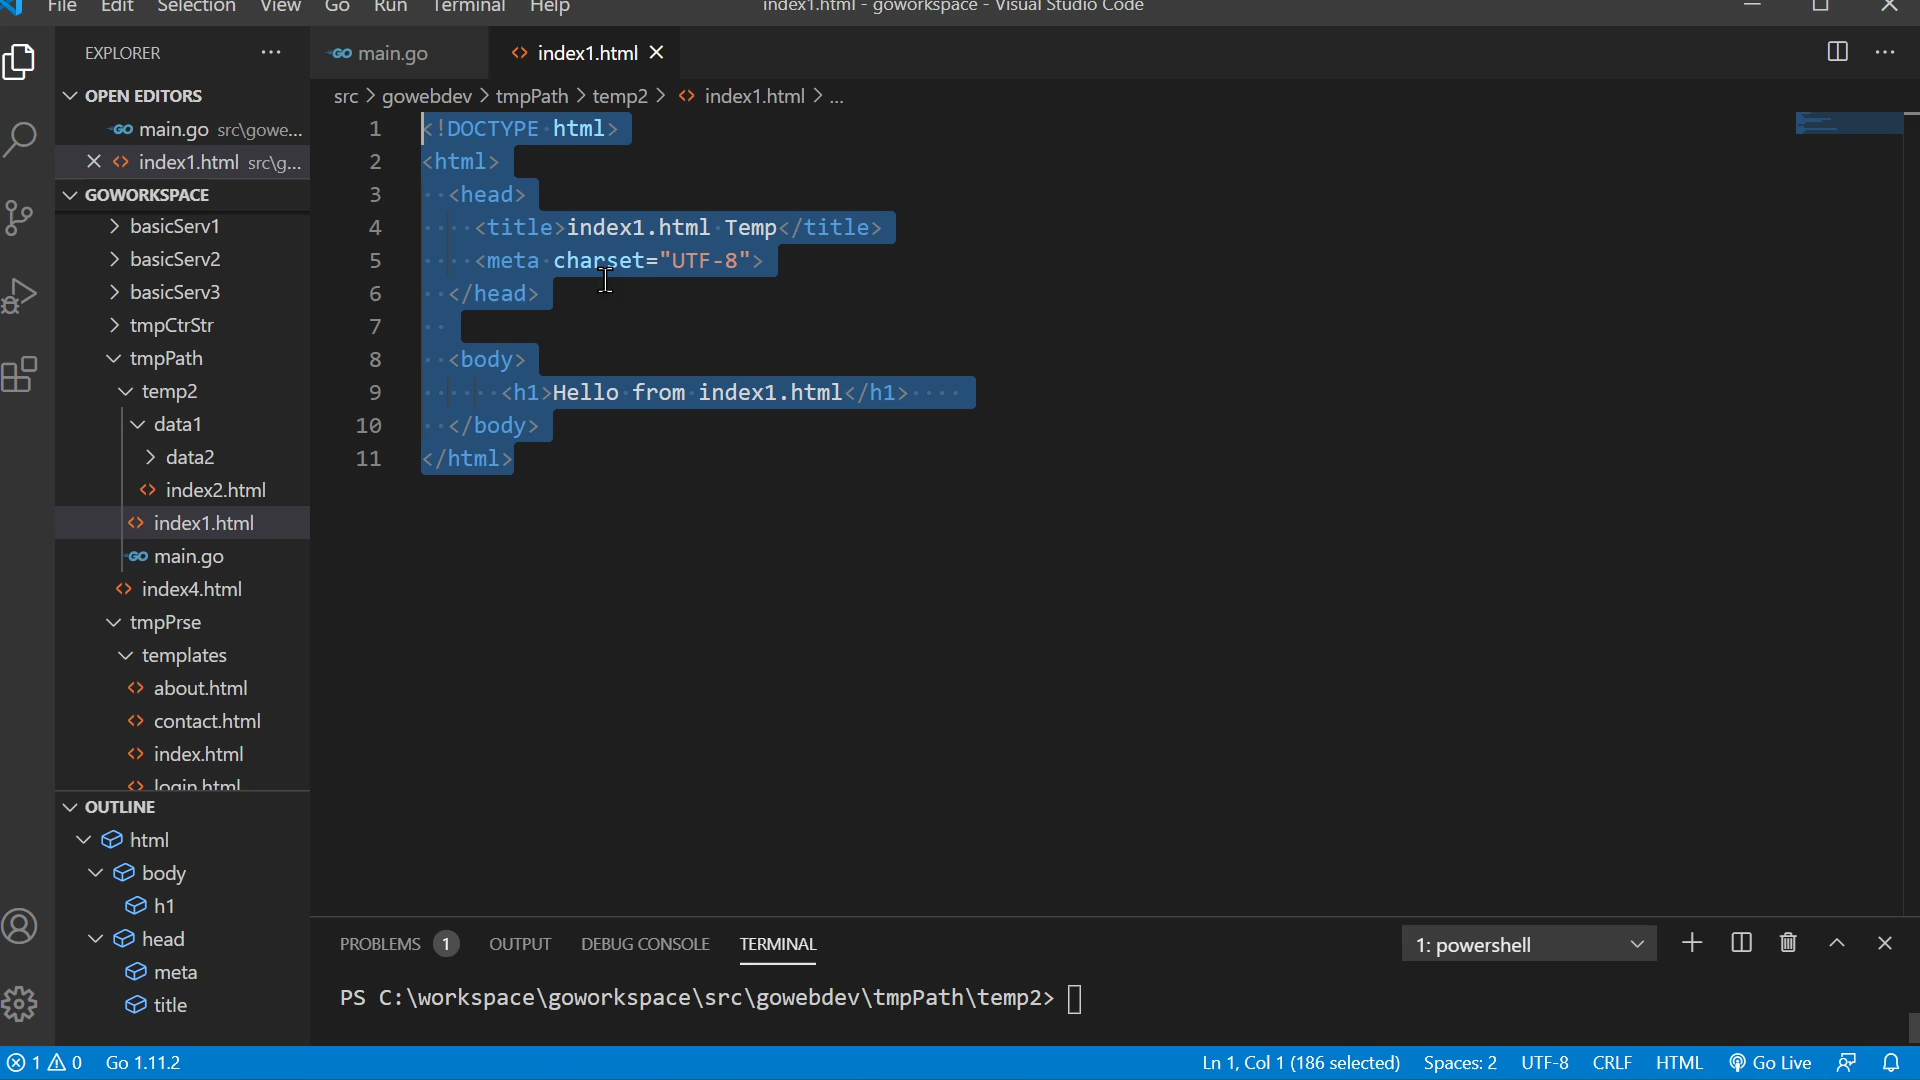 File Edit Selection View Go Run Terminal Help index1.html - goworkspace - Visual Studio Code
EXPLORER
main.go
index1.html
OPEN EDITORS
src > gowebdev > tmpPath > temp2 > index1.html > ...
main.go src\gowe...
index1.html src\g...
GOWORKSPACE
basicServ1
basicServ2
basicServ3
tmpCtrStr
tmpPath
temp2
data1
data2
index2.html
index1.html
main.go
index4.html
tmpPrse
templates
about.html
contact.html
index.html
login.html
OUTLINE
html
body
h1
head
meta
title
1 <!DOCTYPE html>
2 <html>
3 <head>
4 <title>index1.html Temp</title>
5 <meta charset="UTF-8">
6 </head>
7
8 <body>
9 <h1>Hello from index1.html</h1>
10 </body>
11 </html>
PROBLEMS 1 OUTPUT DEBUG CONSOLE TERMINAL 1: powershell
PS C:\workspace\goworkspace\src\gowebdev\tmpPath\temp2>
1 0 Go 1.11.2 Ln 1, Col 1 (186 selected) Spaces: 2 UTF-8 CRLF HTML Go Live